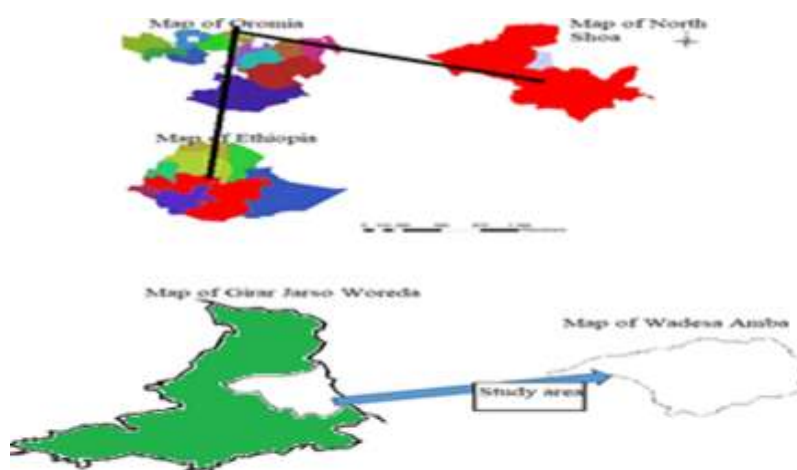 Map of Oromia
Map of North
Shoa
Map of Ethiopia
Map of Girar Jarso Woreda
Map of Wadesa Amba
Study area